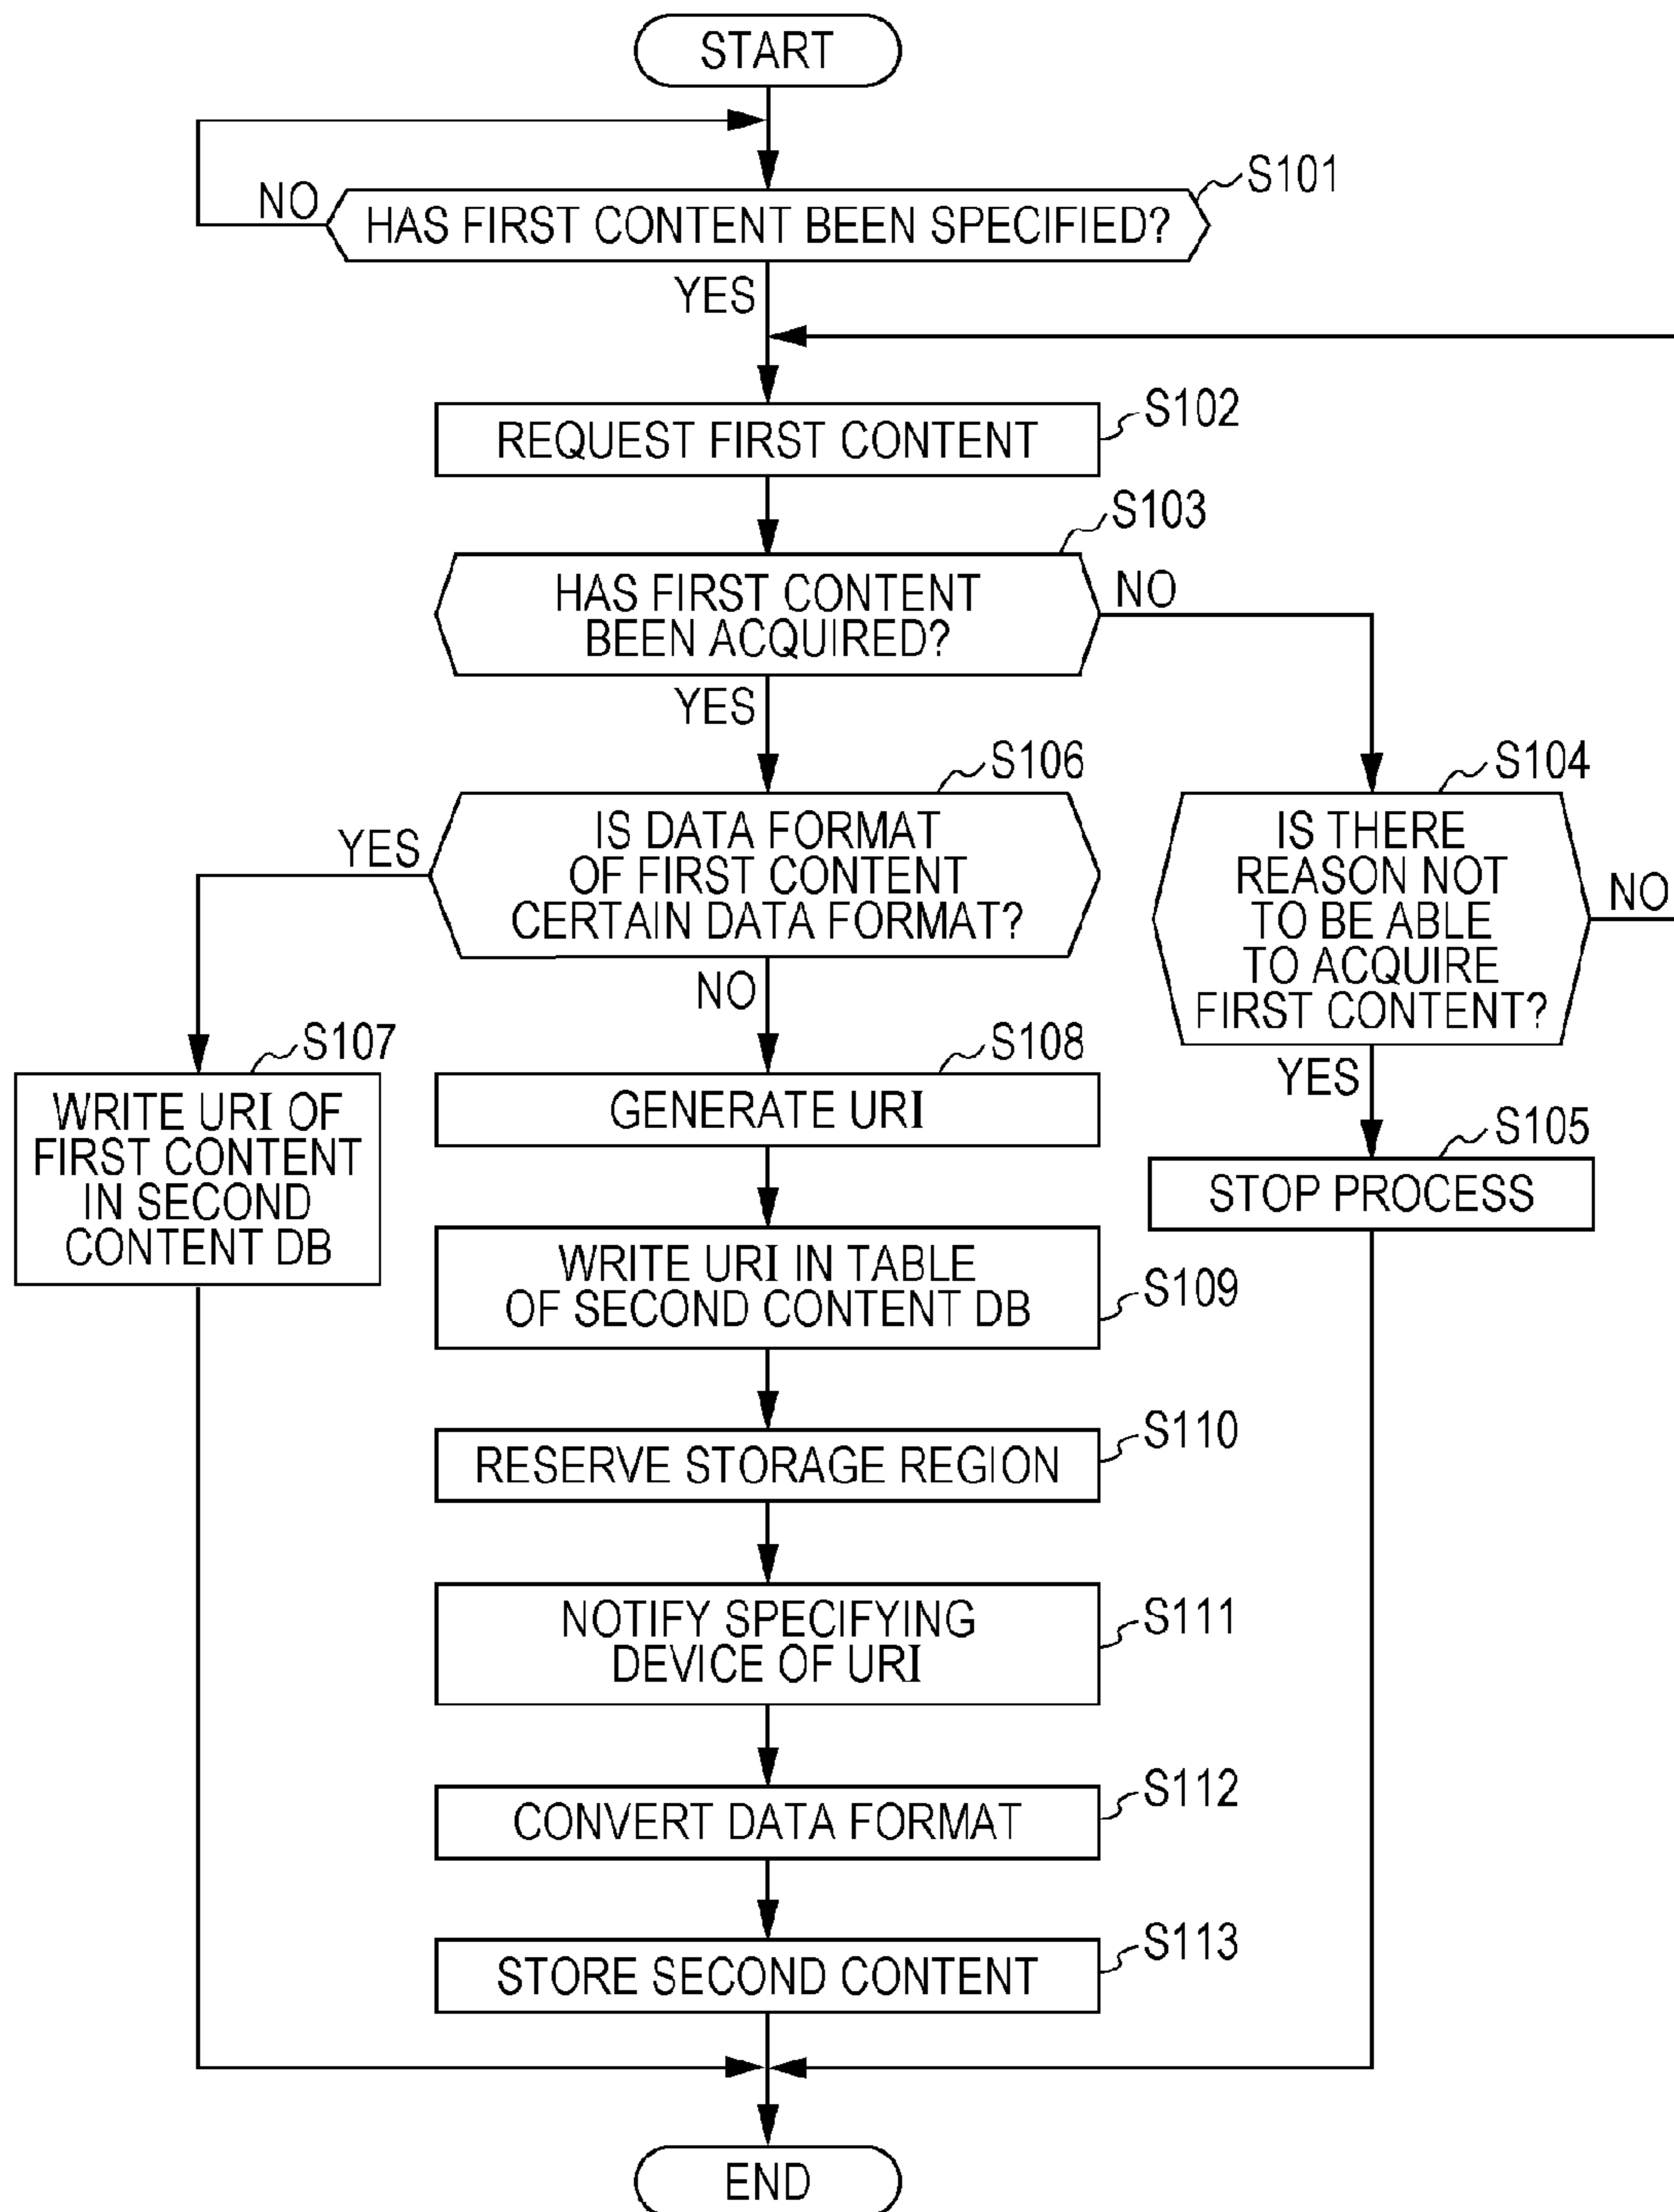 START
S101
NO
HAS FIRST CONTENT BEEN SPECIFIED?
YES
S102
REQUEST FIRST CONTENT
S103
HAS FIRST CONTENT
BEEN ACQUIRED?
NO
YES
S106
S104
YES
IS DATA FORMAT
OF FIRST CONTENT
CERTAIN DATA FORMAT?
IS THERE
REASON NOT
TO BE ABLE
TO ACQUIRE
FIRST CONTENT?
NO
NO
S107
S108
YES
WRITE URI OF
FIRST CONTENT
IN SECOND
CONTENT DB
GENERATE URI
S105
STOP PROCESS
WRITE URI IN TABLE
OF SECOND CONTENT DB
S109
S110
RESERVE STORAGE REGION
S111
NOTIFY SPECIFYING
DEVICE OF URI
S112
CONVERT DATA FORMAT
S113
STORE SECOND CONTENT
END